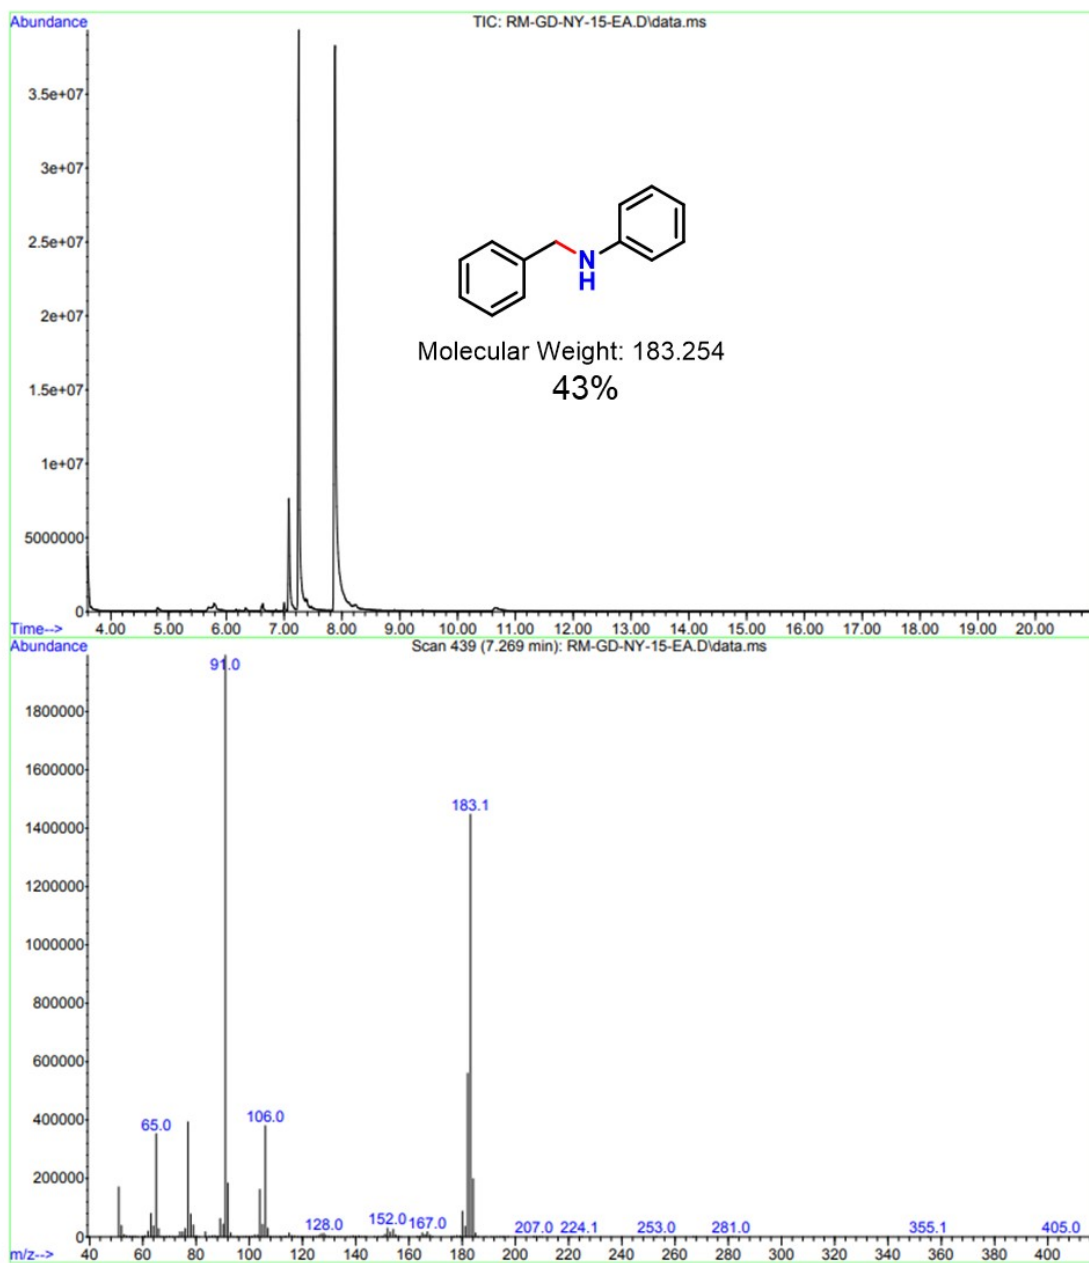 Abundance
TIC: RM-GD-NY-15-EA.D\data.ms
3.5e+07
3e+07
2.5e+07
2e+07
1.5e+07
1e+07
5000000
0
N
H
Molecular Weight: 183.254
43%
Time--> 4.00 5.00 6.00 7.00 8.00 9.00 10.00 11.00 12.00 13.00 14.00 15.00 16.00 17.00 18.00 19.00 20.00
Abundance
Scan 439 (7.269 min): RM-GD-NY-15-EA.D\data.ms
91.0
1800000
1600000
183.1
1400000
1200000
1000000
800000
600000
400000
65.0 106.0
200000
128.0 152.0 167.0 207.0 224.1 253.0 281.0 355.1 405.0
0
m/z--> 40 60 80 100 120 140 160 180 200 220 240 260 280 300 320 340 360 380 400